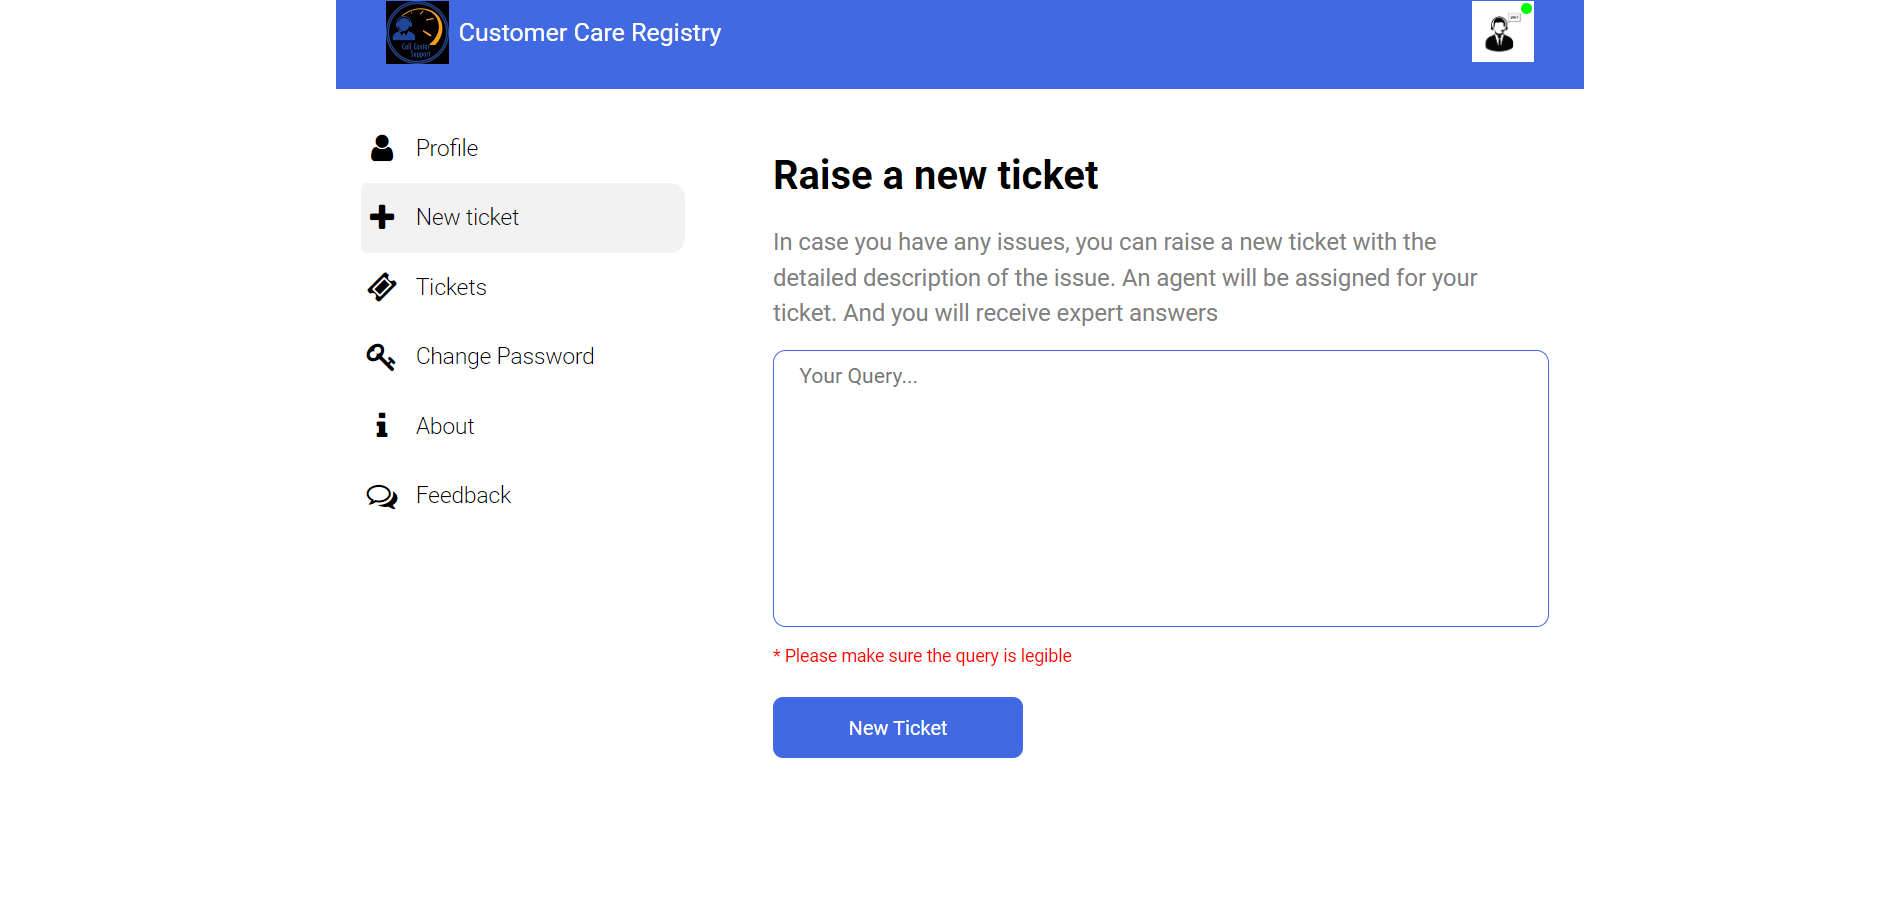 Call Center
Support
Customer Care Registry
Profile
New ticket
Tickets
Change Password
About
Feedback
Raise a new ticket
In case you have any issues, you can raise a new ticket with the
detailed description of the issue. An agent will be assigned for your
ticket. And you will receive expert answers
Your Query...
* Please make sure the query is legible
New Ticket